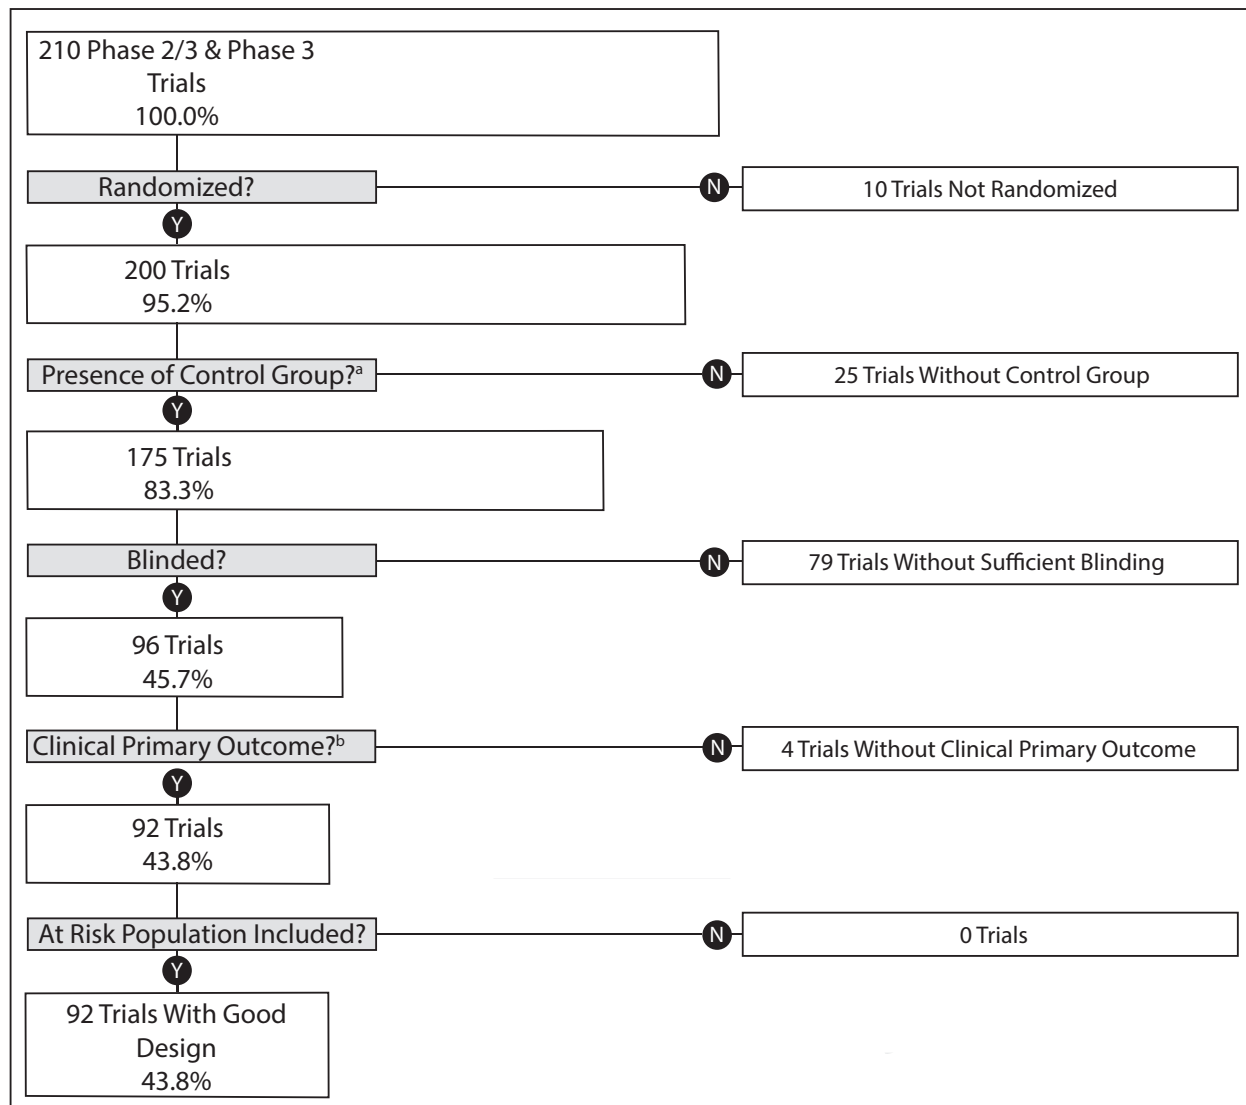 210 Phase 2/3 & Phase 3
Trials
100.0%
Randomized?
N
10 Trials Not Randomized
Y
200 Trials
95.2%
Presence of Control Group?ᵃ
N
25 Trials Without Control Group
Y
175 Trials
83.3%
Blinded?
N
79 Trials Without Sufficient Blinding
Y
96 Trials
45.7%
Clinical Primary Outcome?ᵇ
N
4 Trials Without Clinical Primary Outcome
Y
92 Trials
43.8%
At Risk Population Included?
N
0 Trials
Y
92 Trials With Good
Design
43.8%